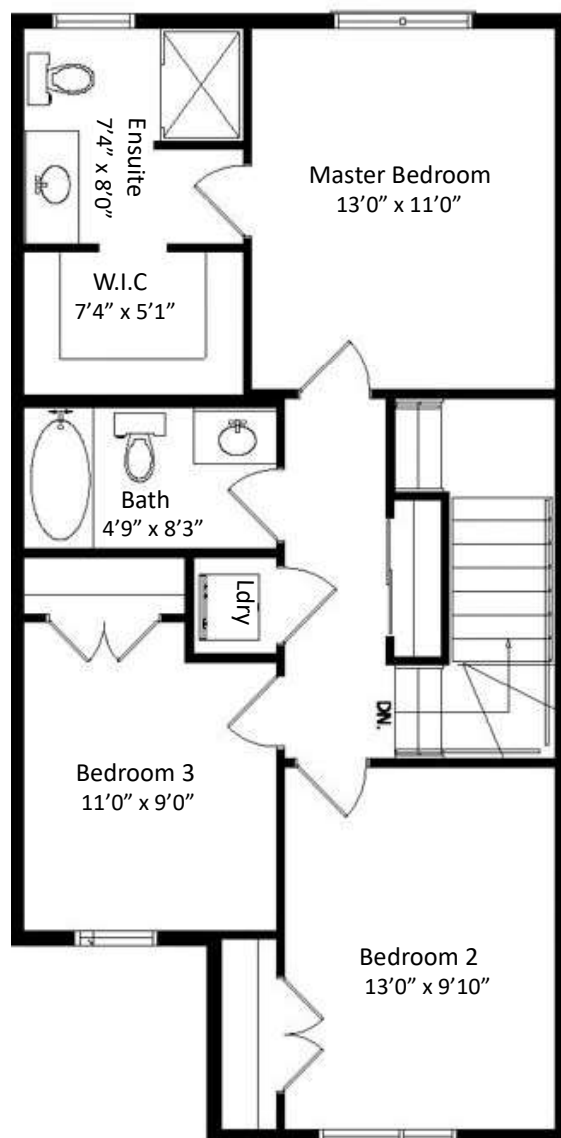 Ensuite
7’4” x 8’0”
Master Bedroom
13’0” x 11’0”
W.I.C
7’4” x 5’1”
Bath
4’9” x 8’3”
Ldry
DN.
Bedroom 3
11’0” x 9’0”
Bedroom 2
13’0” x 9’10”